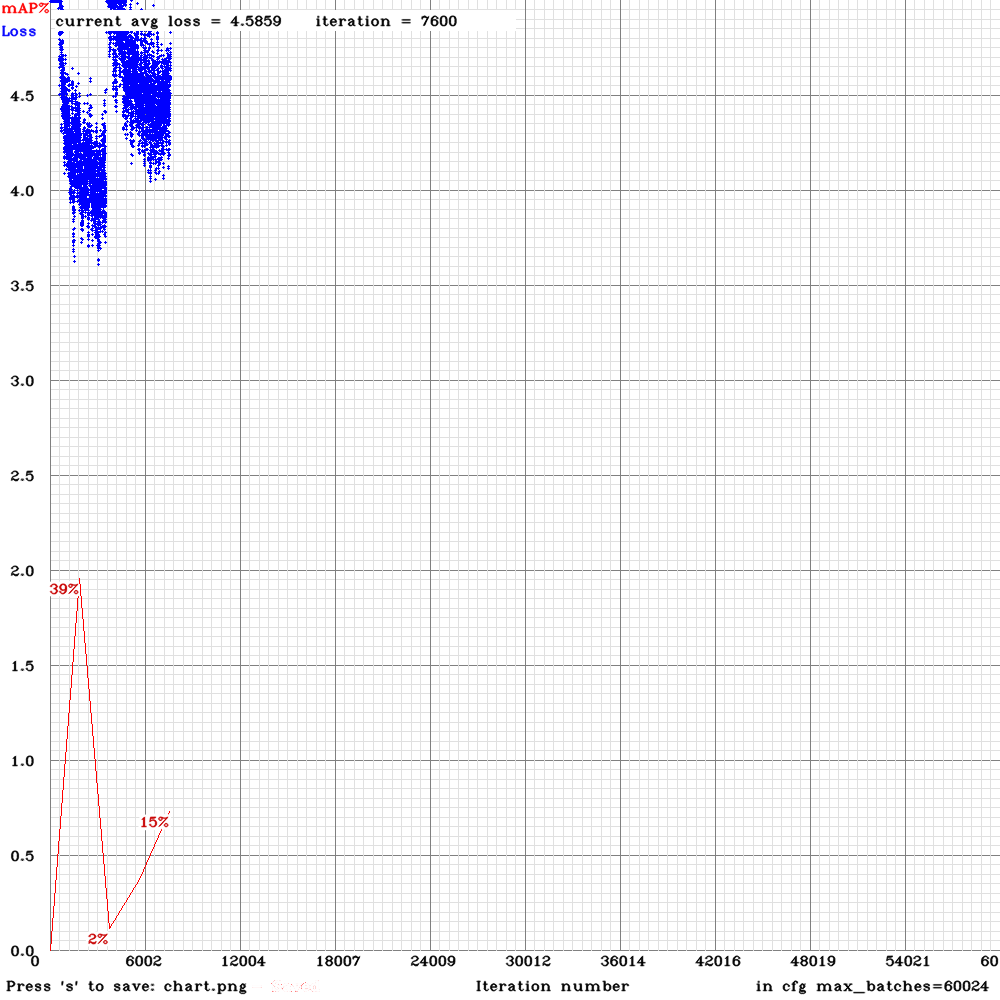 mAP%
Loss
current avg loss = 4.5859 iteration = 7600
4.5
4.0
3.5
3.0
2.5
2.0
39%
1.5
1.0
15%
0.5
2%
0.0
0 6002 12004 18007 24009 30012 36014 42016 48019 54021 60
Press 's' to save: chart.png Iteration number in cfg max_batches=60024